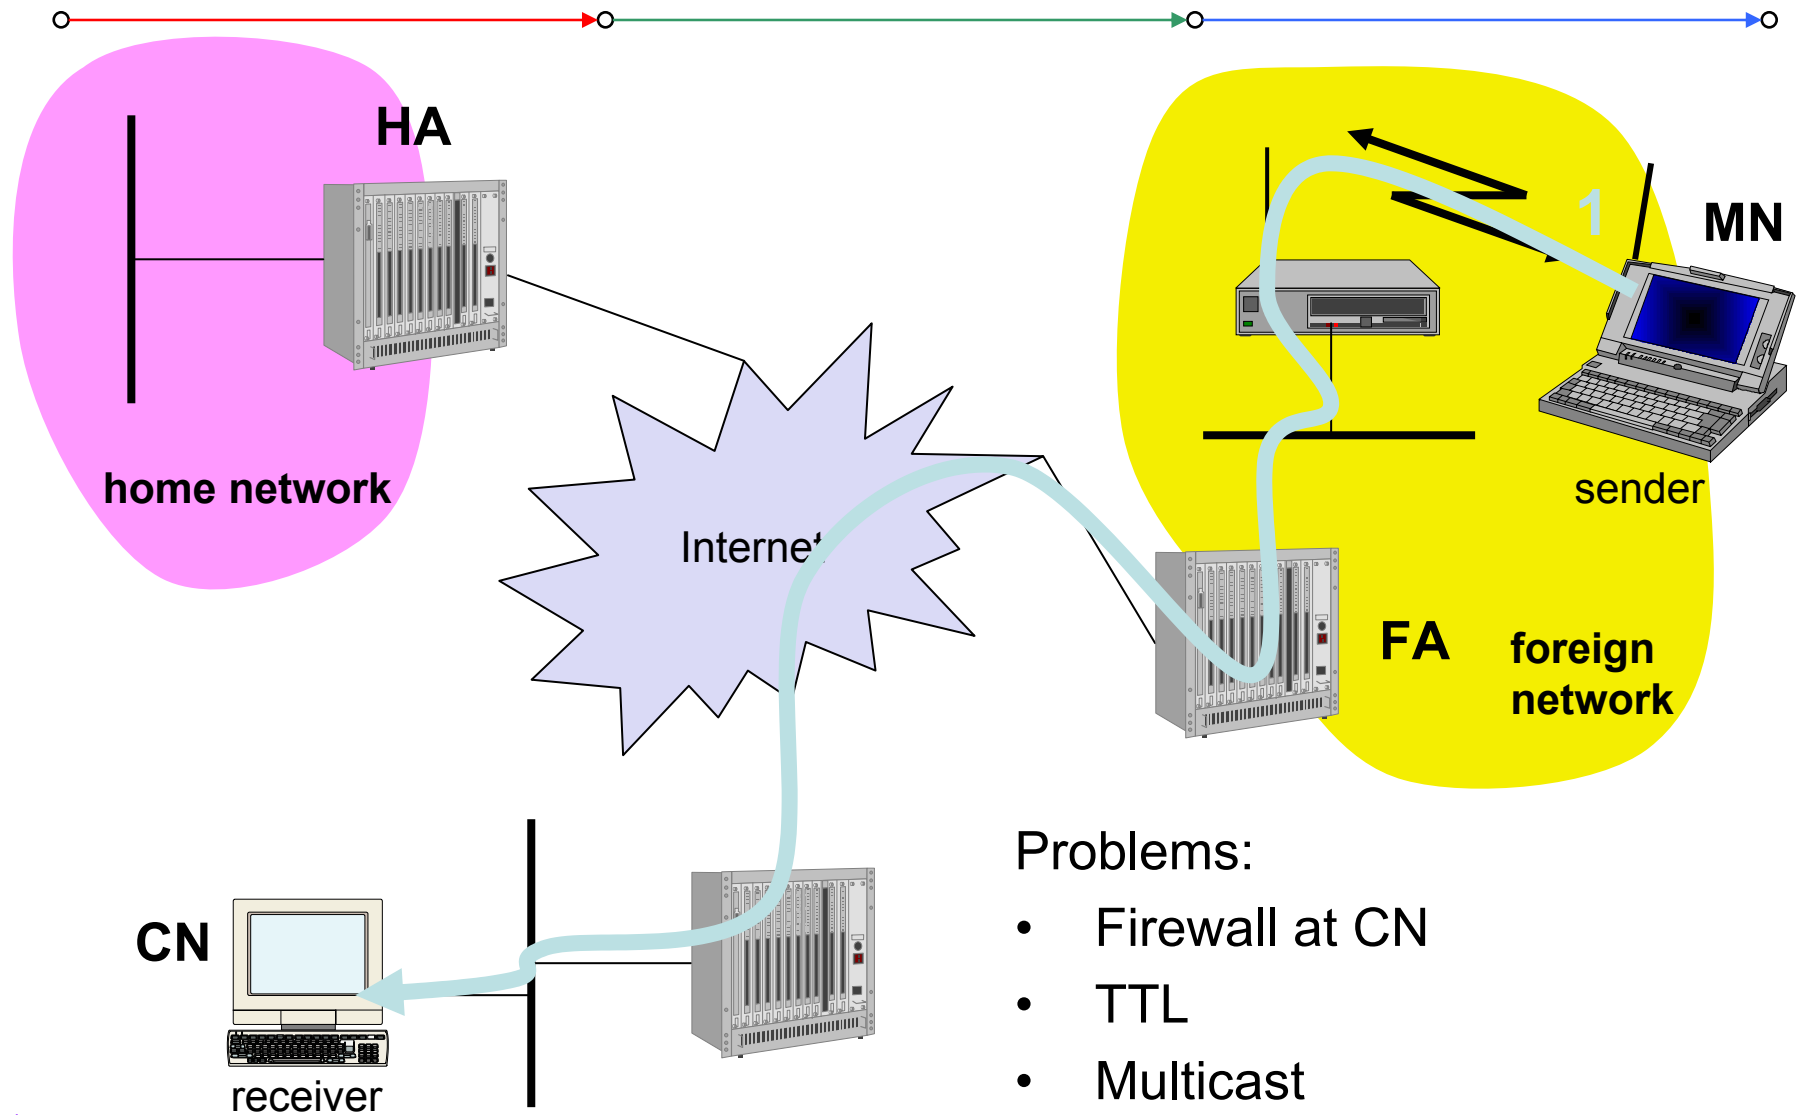 HA
1
MN
home network
sender
Internet
FA
foreign
network
Problems:
• Firewall at CN
CN
• TTL
• Multicast
receiver